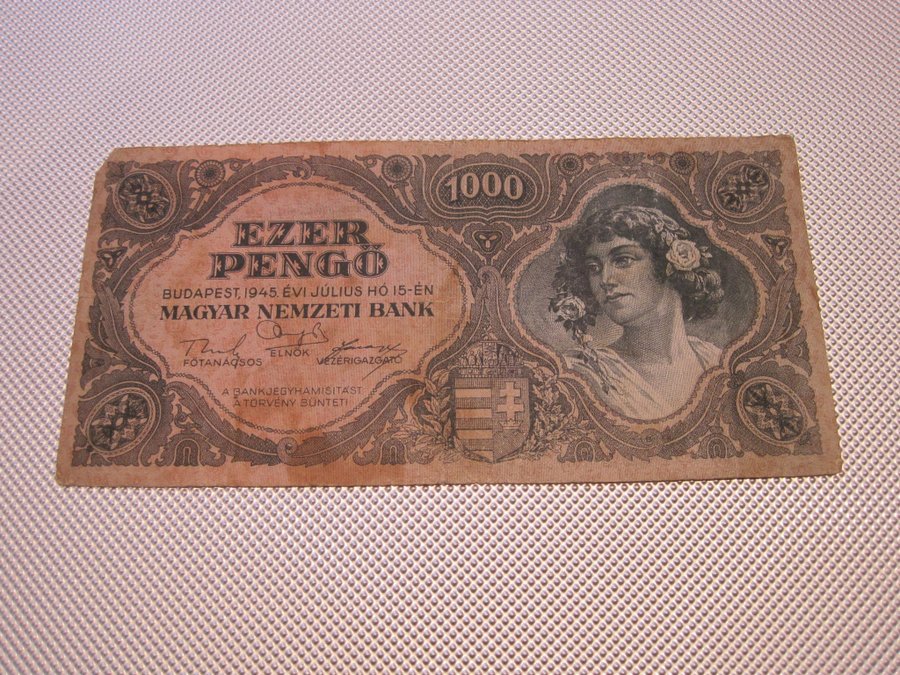 1000
EZER
PENGŐ
BUDAPEST, 1945. ÉVI JÚLIUS HÓ 15-ÉN
MAGYAR NEMZETI BANK
ELNÖK
FŐTANÁCSOS VEZÉRIGAZGATÓ
A BANKJEGYHAMISÍTÁST
A TÖRVÉNY BÜNTETI